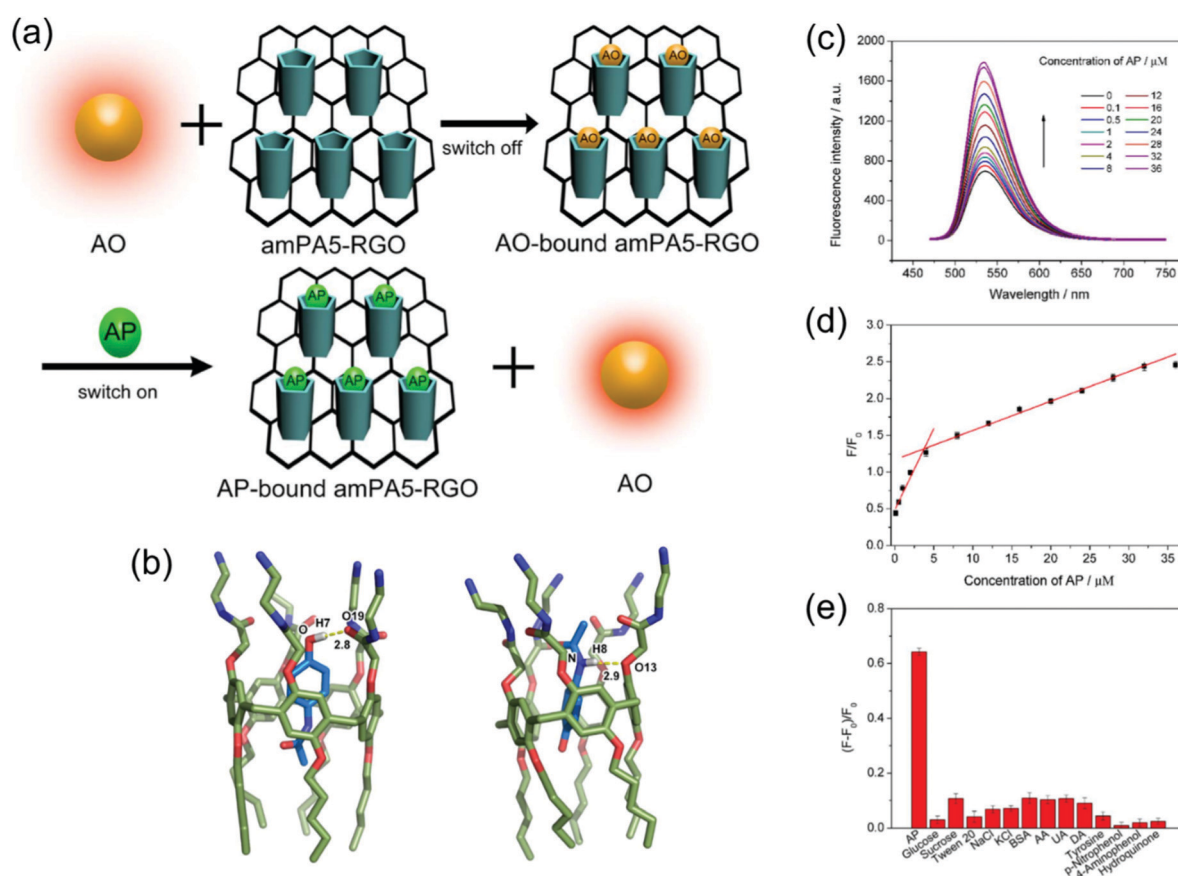 (a)
AO
+
amPA5-RGO
switch off
AO
AO
AO
AO
AO
AO-bound amPA5-RGO
AP
switch on
AP
AP
AP
AP
AP
AP-bound amPA5-RGO
+
AO
(b)
O
H7
O19
2.8
N
H8
2.9
O13
(c)
Fluorescence intensity / a.u.
2000
1800
1600
1400
1200
1000
800
600
400
200
0
Concentration of AP / μM
0 12
0.1 16
0.5 20
1 24
2 28
4 32
8 36
450 500 550 600 650 700 750
Wavelength / nm
(d)
F/F0
3.0
2.5
2.0
1.5
1.0
0.5
0.0
0 5 10 15 20 25 30 35
Concentration of AP / μM
(e)
(F-F0)/F0
0.8
0.6
0.4
0.2
0.0
AP
Glucose
Sucrose
Tween 20
NaCl
KCl
BSA
AA
UA
DA
Tyrosine
p-Nitrophenol
4-Aminophenol
Hydroquinone